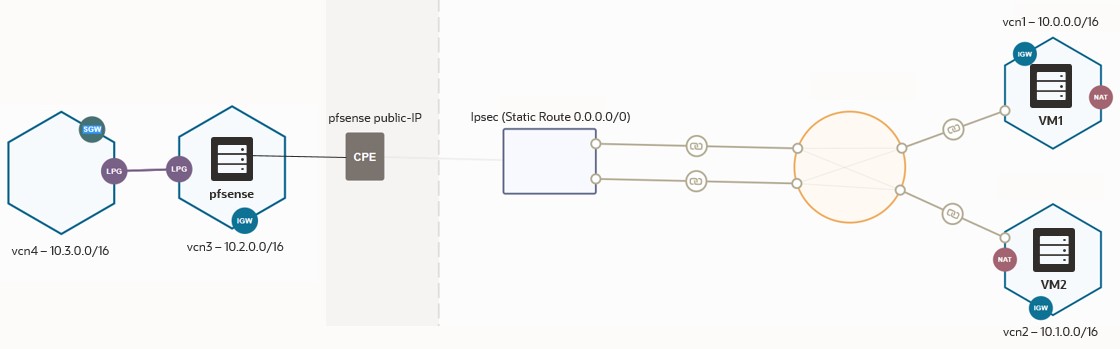 vcn1 – 10.0.0.0/16
IGW
NAT
VM1
pfsense public-IP
Ipsec (Static Route 0.0.0.0/0)
SGW
CPE
LPG
LPG
pfsense
IGW
vcn4 – 10.3.0.0/16
vcn3 – 10.2.0.0/16
NAT
VM2
IGW
vcn2 – 10.1.0.0/16